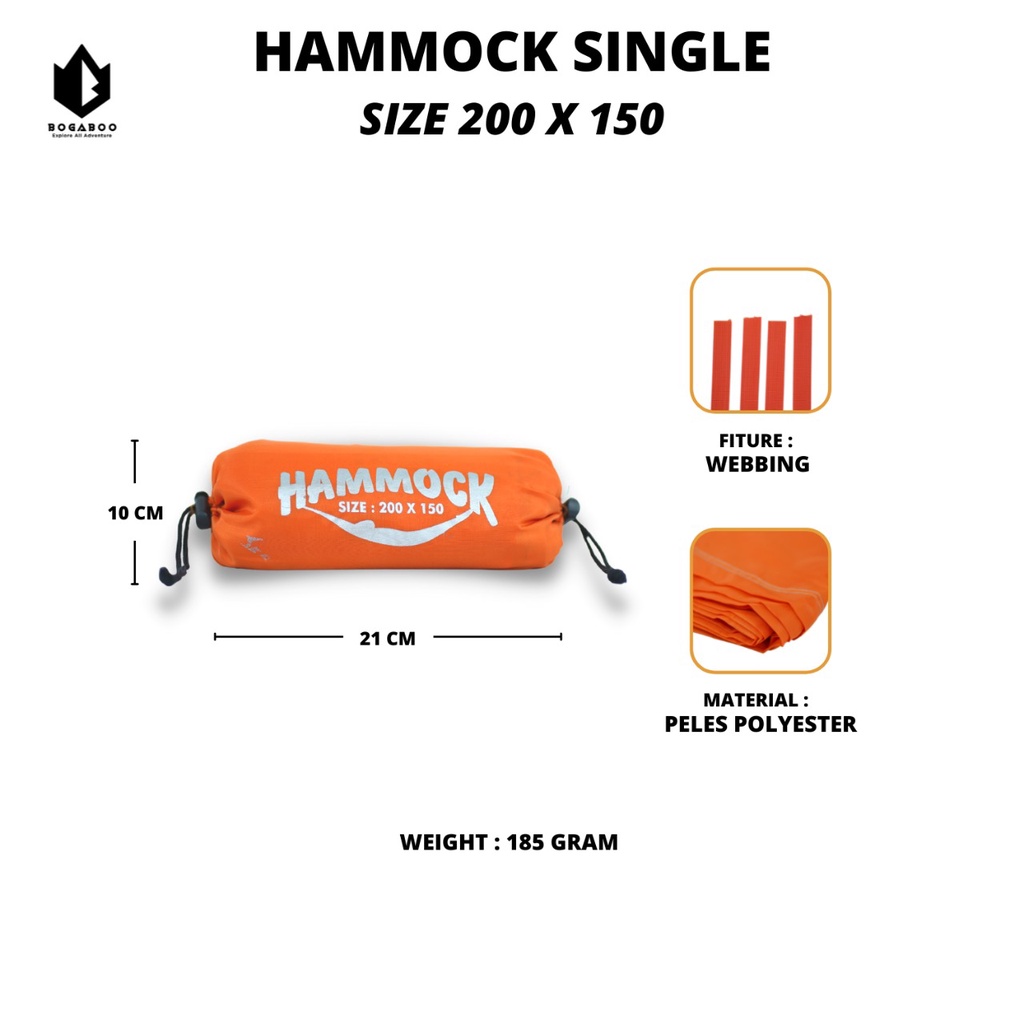 HAMMOCK SINGLE
SIZE 200 X 150
BOGABOO
Explore All Adventure
FITURE :
WEBBING
10 CM
HAMMOCK
SIZE : 200 X 150
21 CM
MATERIAL :
PELES POLYESTER
WEIGHT : 185 GRAM